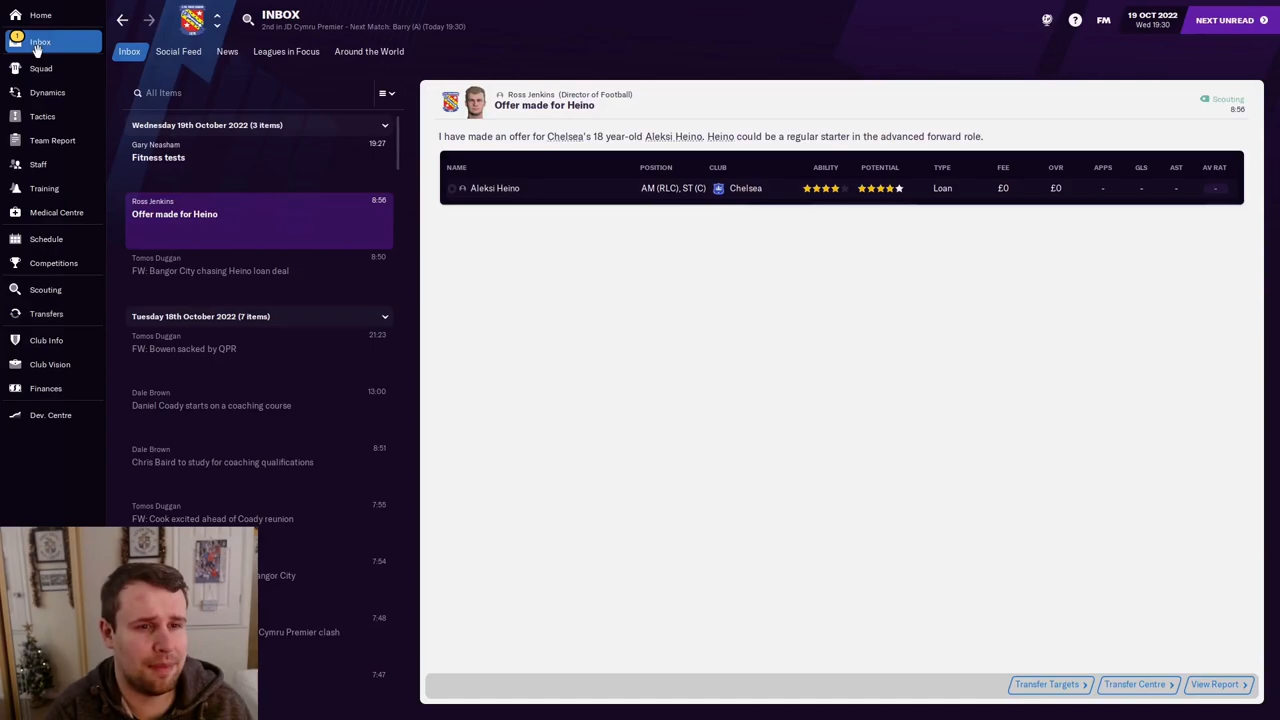 Home
INBOX
2nd in JD Cymru Premier - Next Match: Barry (A) (Today 19:30)
FM
19 OCT 2022
Wed 19:30
NEXT UNREAD
1
Inbox
Squad
Dynamics
Tactics
Team Report
Staff
Training
Medical Centre
Schedule
Competitions
Scouting
Transfers
Club Info
Club Vision
Finances
Dev. Centre
Inbox Social Feed News Leagues in Focus Around the World
All Items
Wednesday 19th October 2022 (3 items)
Gary Neasham 19:27
Fitness tests
Ross Jenkins 8:56
Offer made for Heino
Tomos Duggan 8:50
FW: Bangor City chasing Heino loan deal
Tuesday 18th October 2022 (7 items)
Tomos Duggan 21:23
FW: Bowen sacked by QPR
Dale Brown 13:00
Daniel Coady starts on a coaching course
Dale Brown 8:51
Chris Baird to study for coaching qualifications
Tomos Duggan 7:55
FW: Cook excited ahead of Coady reunion
7:54
angor City
7:48
Cymru Premier clash
7:47
Ross Jenkins (Director of Football)
Offer made for Heino
Scouting
8:56
I have made an offer for Chelsea's 18 year-old Aleksi Heino. Heino could be a regular starter in the advanced forward role.
NAME POSITION CLUB ABILITY POTENTIAL TYPE FEE OVR APPS GLS AST AV RAT
Aleksi Heino AM (RLC), ST (C) Chelsea Loan £0 £0 - - - -
Transfer Targets Transfer Centre View Report